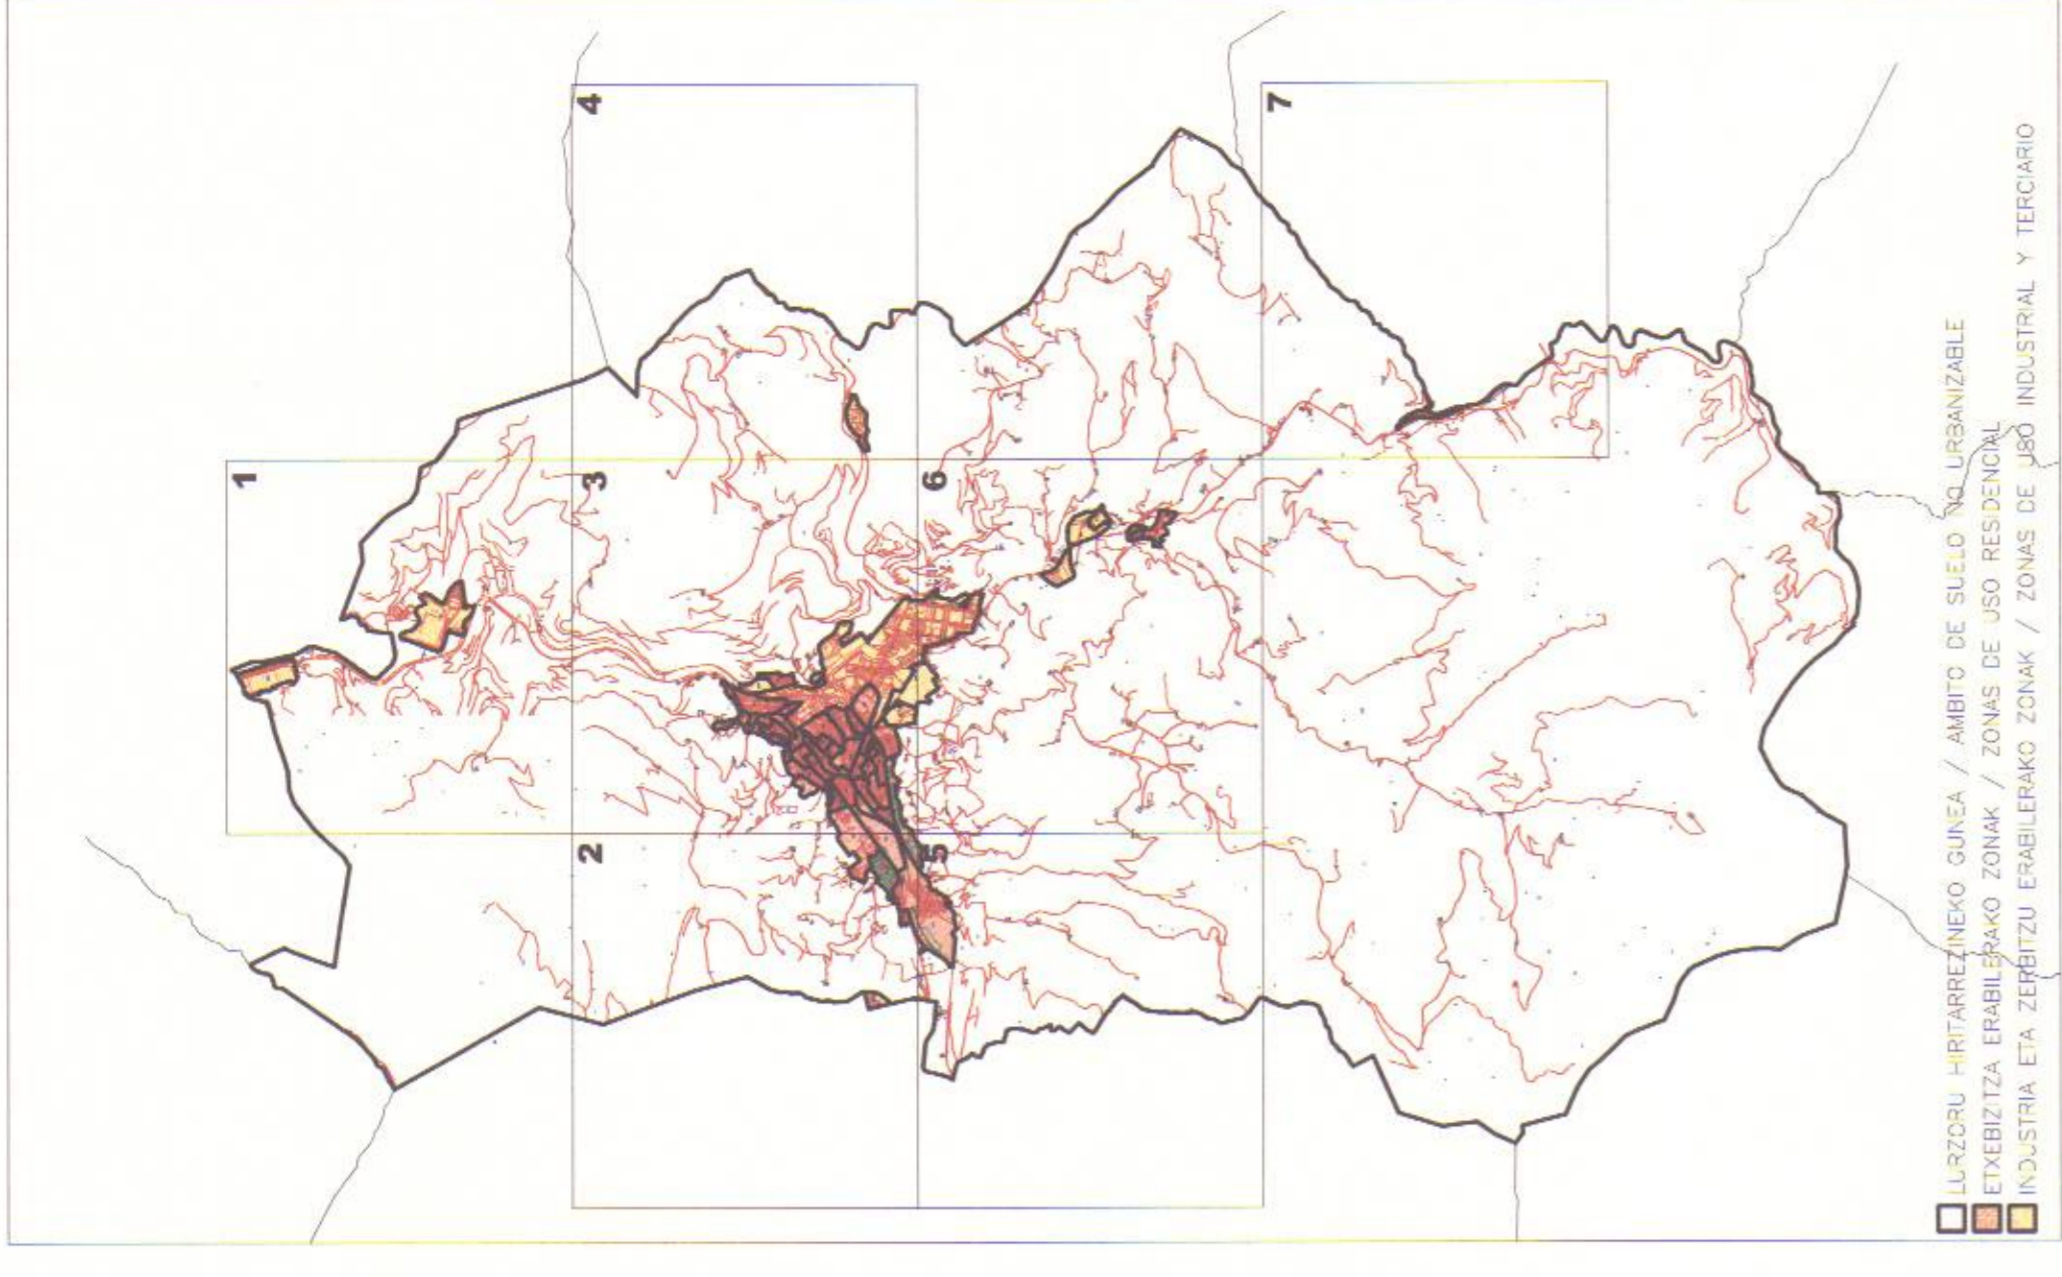 1
2
3
4
5
6
7
LURZORU HIRITARREZINEKO GUNEA / AMBITO DE SUELO NO URBANIZABLE
ETXEBIZITZA ERABILERAKO ZONAK / ZONAS DE USO RESIDENCIAL
INDUSTRIA ETA ZERBITZU ERABILERAKO ZONAK / ZONAS DE USO INDUSTRIAL Y TERCIARIO